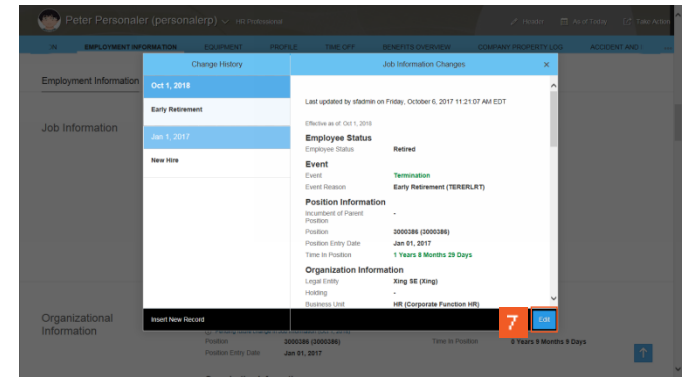 Peter Personaler (personalerp) HR Professional
Header As of Today Take Action
IN EMPLOYMENT INFORMATION EQUIPMENT PROFILE TIME OFF BENEFITS OVERVIEW COMPANY PROPERTY LOG ACCIDENT AND
Change History
Job Information Changes ×
Employment Information
Oct 1, 2018
Early Retirement
Jan 1, 2017
New Hire
Last updated by sfadmin on Friday, October 6, 2017 11:21:07 AM EDT
Effective as of: Oct 1, 2018
Employee Status
Employee Status Retired
Event
Event Termination
Event Reason Early Retirement (TERERLRT)
Position Information
Incumbent of Parent Position -
Position 3000386 (3000386)
Position Entry Date Jan 01, 2017
Time In Position 1 Years 8 Months 29 Days
Organization Information
Legal Entity Xing SE (Xing)
Holding -
Business Unit HR (Corporate Function HR)
Job Information
Insert New Record
7 Edit
Organizational Information
Position 3000386 (3000386) Time In Position 0 Years 9 Months 9 Days
Position Entry Date Jan 01, 2017